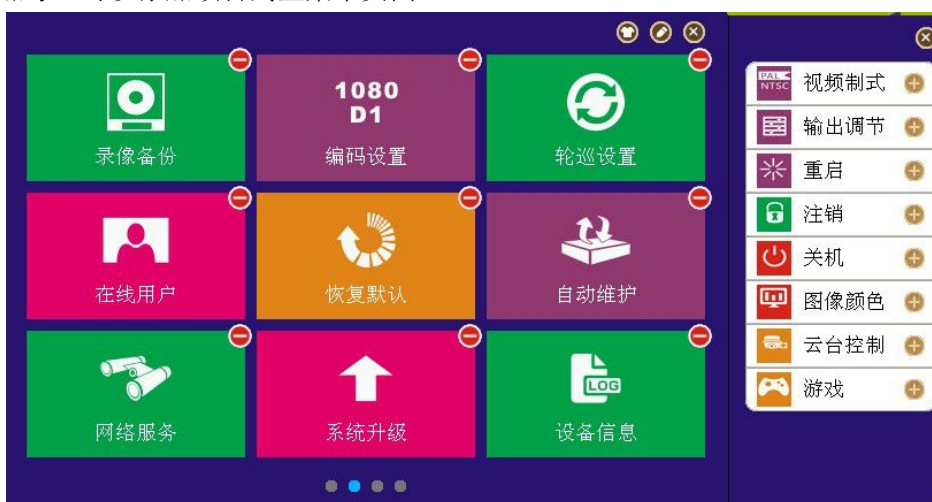 PAL
NTSC
视频制式
1080
D1
输出调节
录像备份
编码设置
轮巡设置
重启
注销
关机
在线用户
恢复默认
自动维护
图像颜色
云台控制
LOG
游戏
网络服务
系统升级
设备信息